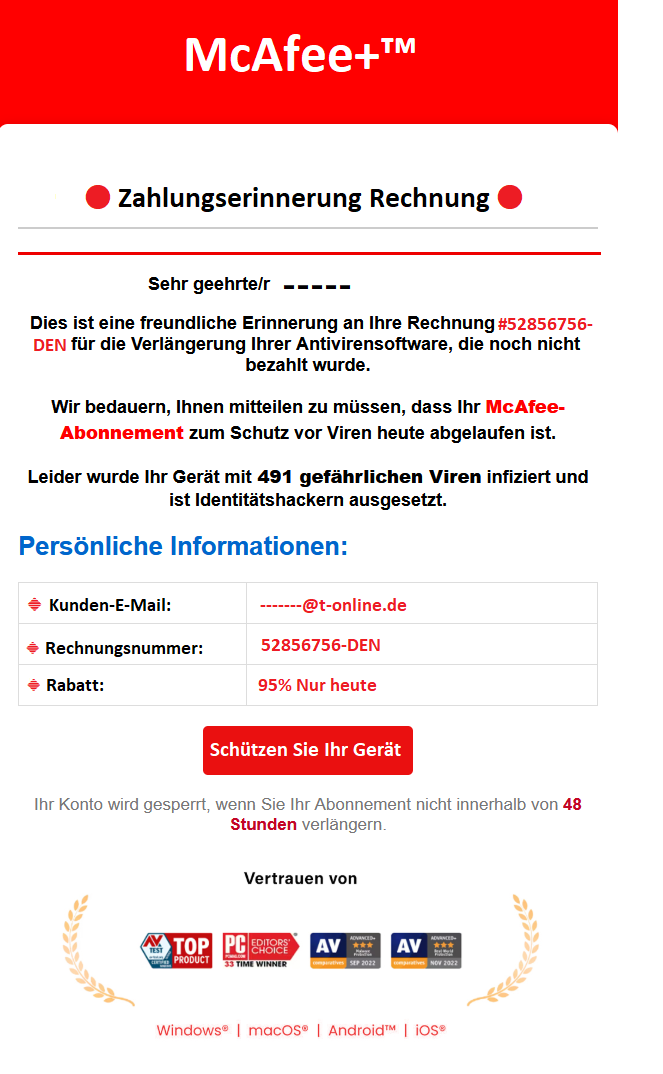 McAfee+™
Zahlungserinnerung Rechnung
Sehr geehrte/r -----
Dies ist eine freundliche Erinnerung an Ihre Rechnung #52856756-
DEN für die Verlängerung Ihrer Antivirensoftware, die noch nicht
bezahlt wurde.
Wir bedauern, Ihnen mitteilen zu müssen, dass Ihr McAfee-
Abonnement zum Schutz vor Viren heute abgelaufen ist.
Leider wurde Ihr Gerät mit 491 gefährlichen Viren infiziert und
ist Identitätshackern ausgesetzt.
Persönliche Informationen:
Kunden-E-Mail: -------@t-online.de
Rechnungsnummer: 52856756-DEN
Rabatt: 95% Nur heute
Schützen Sie Ihr Gerät
Ihr Konto wird gesperrt, wenn Sie Ihr Abonnement nicht innerhalb von 48
Stunden verlängern.
Vertrauen von
AV TEST TOP PRODUCT
PC EDITORS' CHOICE 33 TIME WINNER
AV comparatives ADVANCED+ SEP 2022
AV comparatives ADVANCED+ NOV 2022
Windows® | macOS® | Android™ | iOS®